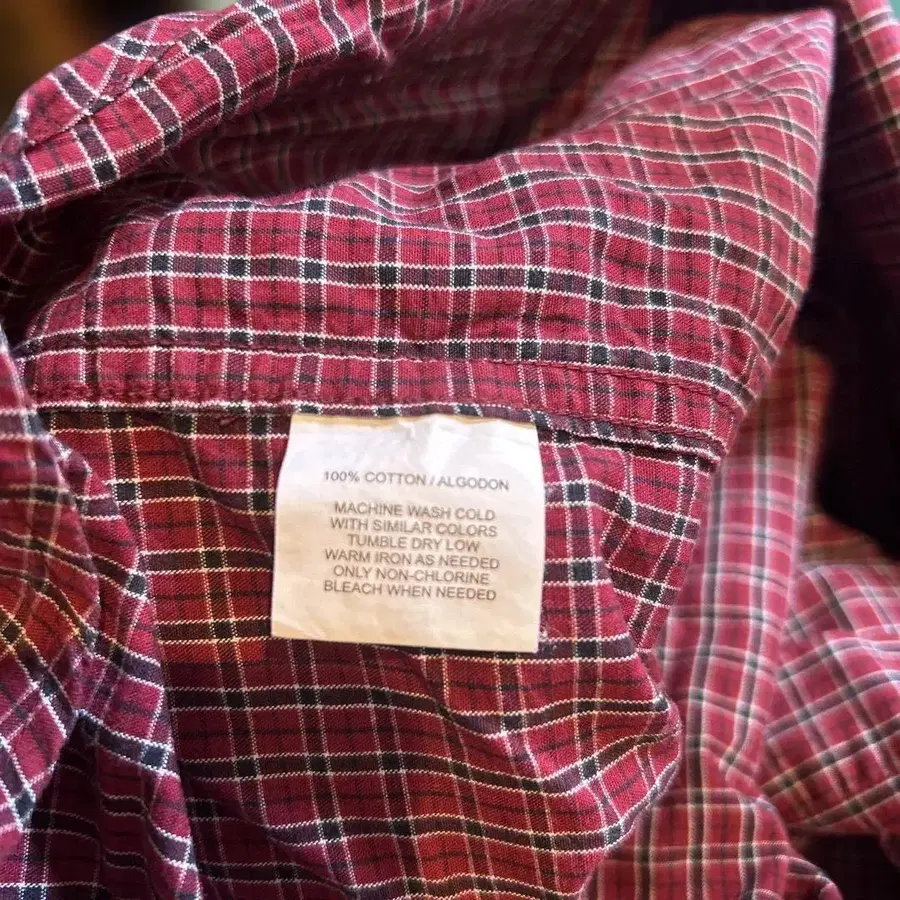 100% COTTON / ALGODON
MACHINE WASH COLD
WITH SIMILAR COLORS
TUMBLE DRY LOW
WARM IRON AS NEEDED
ONLY NON-CHLORINE
BLEACH WHEN NEEDED